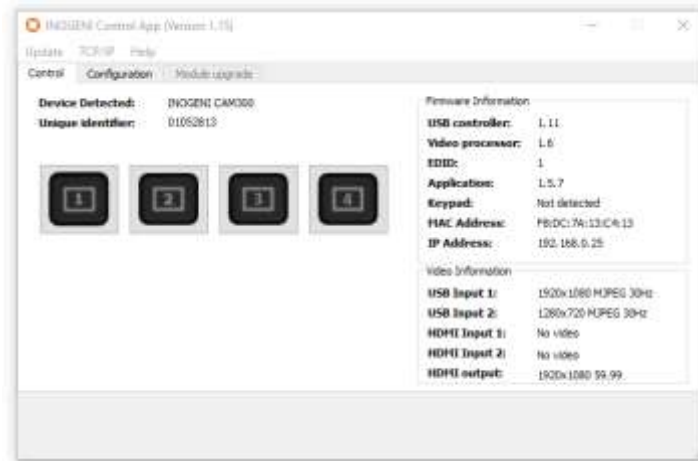 INOGENI Control App (Version 1.15)
Update TCP/IP Help
Control Configuration Module upgrade
Device Detected: INOGENI CAM300
Unique identifier: 01052813
1 2 3 4
Firmware Information
USB controller: 1.11
Video processor: 1.6
EDID: 1
Application: 1.5.7
Keypad: Not detected
MAC Address: F8:DC:7A:13:C4:13
IP Address: 192.168.0.25
Video Information
USB Input 1: 1920x1080 MJPEG 30Hz
USB Input 2: 1280x720 MJPEG 30Hz
HDMI Input 1: No video
HDMI Input 2: No video
HDMI output: 1920x1080 59.99